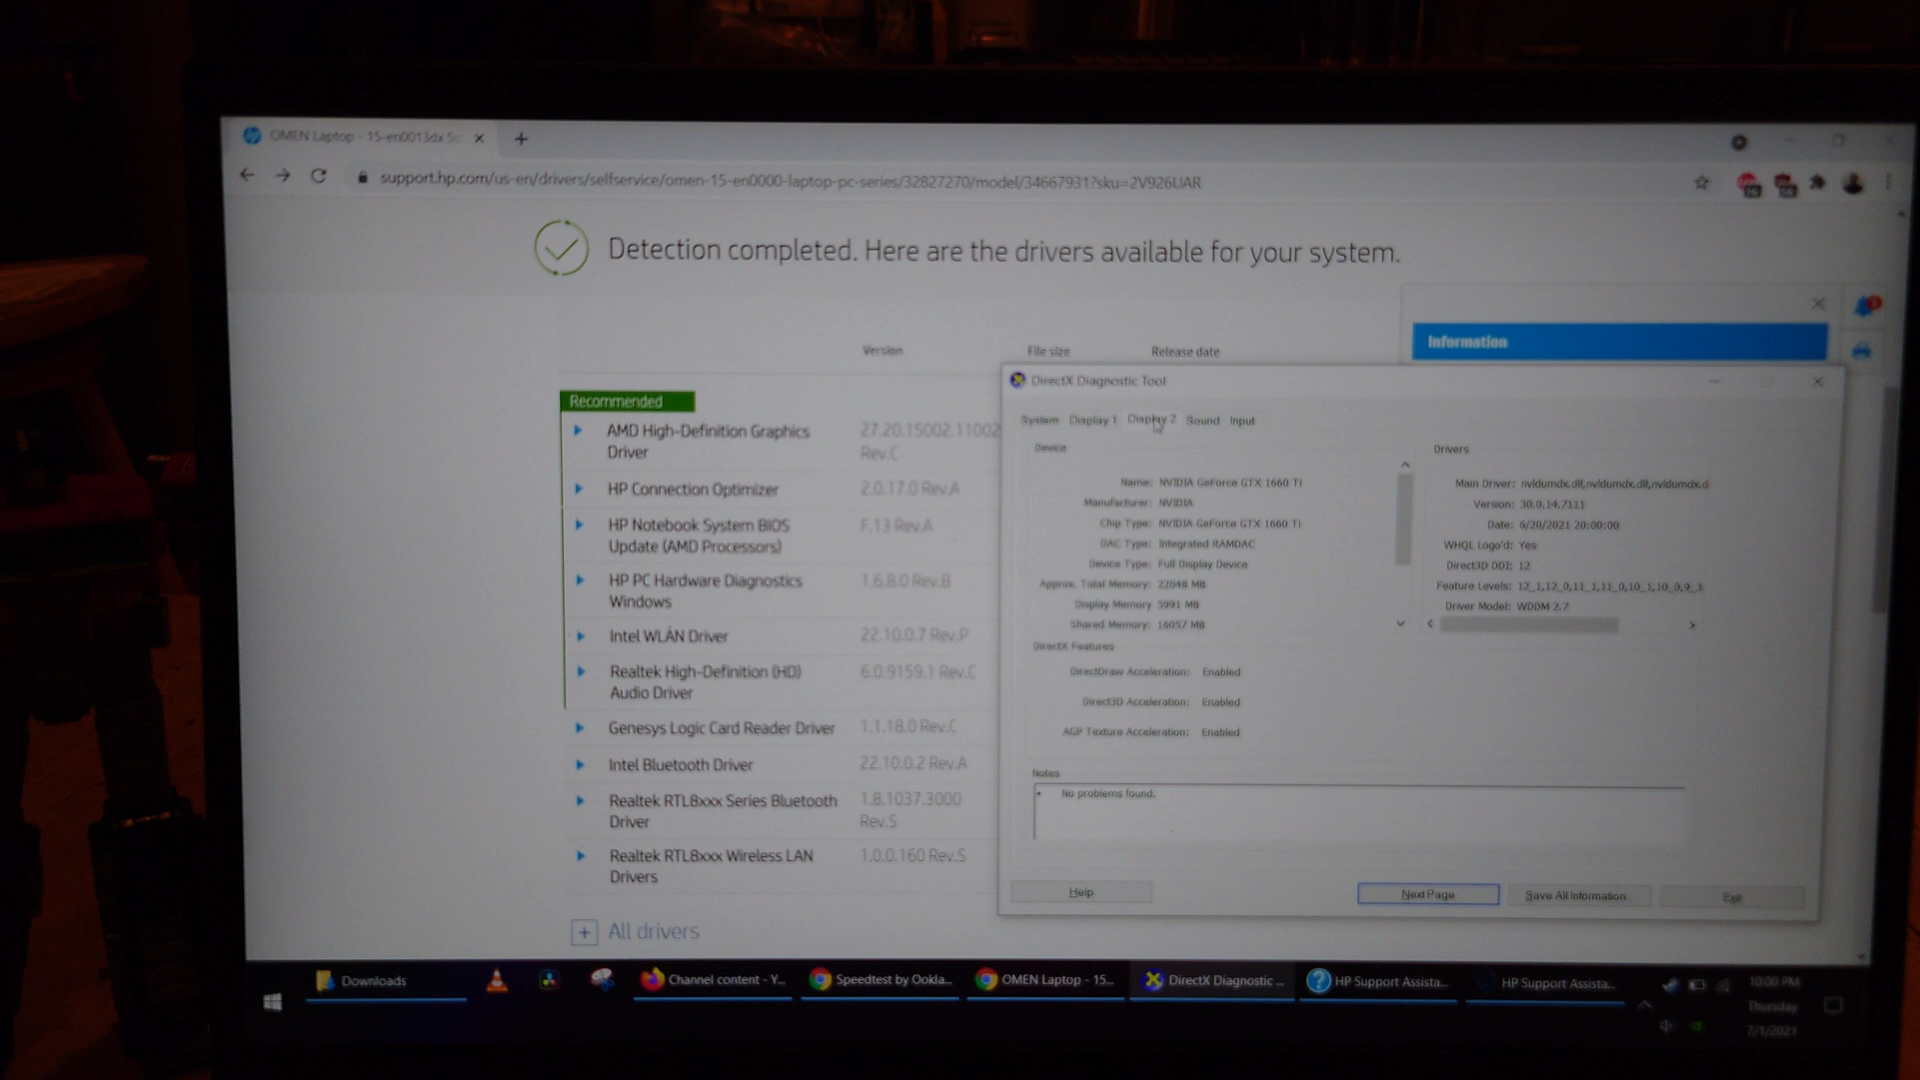 OMEN Laptop - 15-en0013dx S
support.hp.com/us-en/drivers/selfservice/omen-15-en0000-laptop-pc-series/32827270/model/34667931?sku=2V926UAR
Detection completed. Here are the drivers available for your system.
Version File size Release date
Information
Recommended
AMD High-Definition Graphics Driver 27.20.15002.11002 Rev.C
HP Connection Optimizer 2.0.17.0 Rev.A
HP Notebook System BIOS Update (AMD Processors) F.13 Rev.A
HP PC Hardware Diagnostics Windows 1.6.8.0 Rev.B
Intel WLAN Driver 22.10.0.7 Rev.P
Realtek High-Definition (HD) Audio Driver 6.0.9159.1 Rev.C
Genesys Logic Card Reader Driver 1.1.18.0 Rev.C
Intel Bluetooth Driver 22.10.0.2 Rev.A
Realtek RTL8xxx Series Bluetooth Driver 1.8.1037.3000 Rev.S
Realtek RTL8xxx Wireless LAN Drivers 1.0.0.160 Rev.S
All drivers
DirectX Diagnostic Tool
System Display 1 Display 2 Sound Input
Device
Name: NVIDIA GeForce GTX 1660 Ti
Manufacturer: NVIDIA
Chip Type: NVIDIA GeForce GTX 1660 Ti
DAC Type: Integrated RAMDAC
Device Type: Full Display Device
Approx. Total Memory: 22048 MB
Display Memory 5991 MB
Shared Memory: 16057 MB
Drivers
Main Driver: nvldumdx.dll,nvldumdx.dll,nvldumdx.d
Version: 30.0.14.7111
Date: 6/20/2021 20:00:00
WHQL Logo'd: Yes
Direct3D DDI: 12
Feature Levels: 12_1,12_0,11_1,11_0,10_1,10_0,9_3
Driver Model: WDDM 2.7
DirectX Features
DirectDraw Acceleration: Enabled
Direct3D Acceleration: Enabled
AGP Texture Acceleration: Enabled
Notes
No problems found.
Help Next Page Save All Information... Exit
Downloads Channel content - Y... Speedtest by Ookla... OMEN Laptop - 15... DirectX Diagnostic ... HP Support Assista... HP Support Assista...
10:00 PM
Thursday
7/1/2021